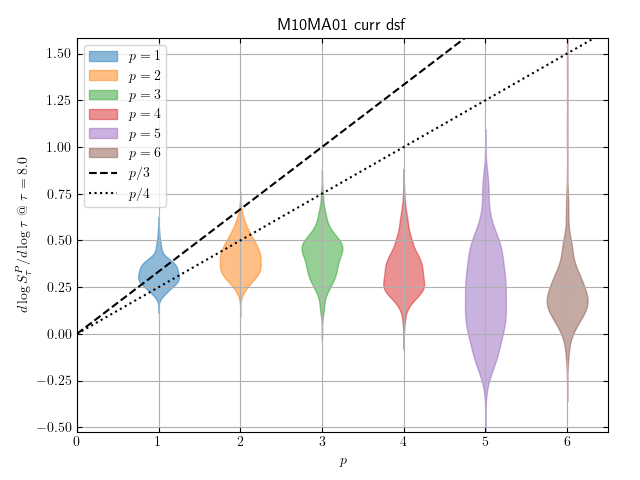 M10MA01 curr dsf
1.50
1.25
1.00
0.75
0.50
0.25
0.00
−0.25
−0.50
d log S_τ^P / d log τ @ τ = 8.0
p = 1
p = 2
p = 3
p = 4
p = 5
p = 6
p/3
p/4
0 1 2 3 4 5 6
p